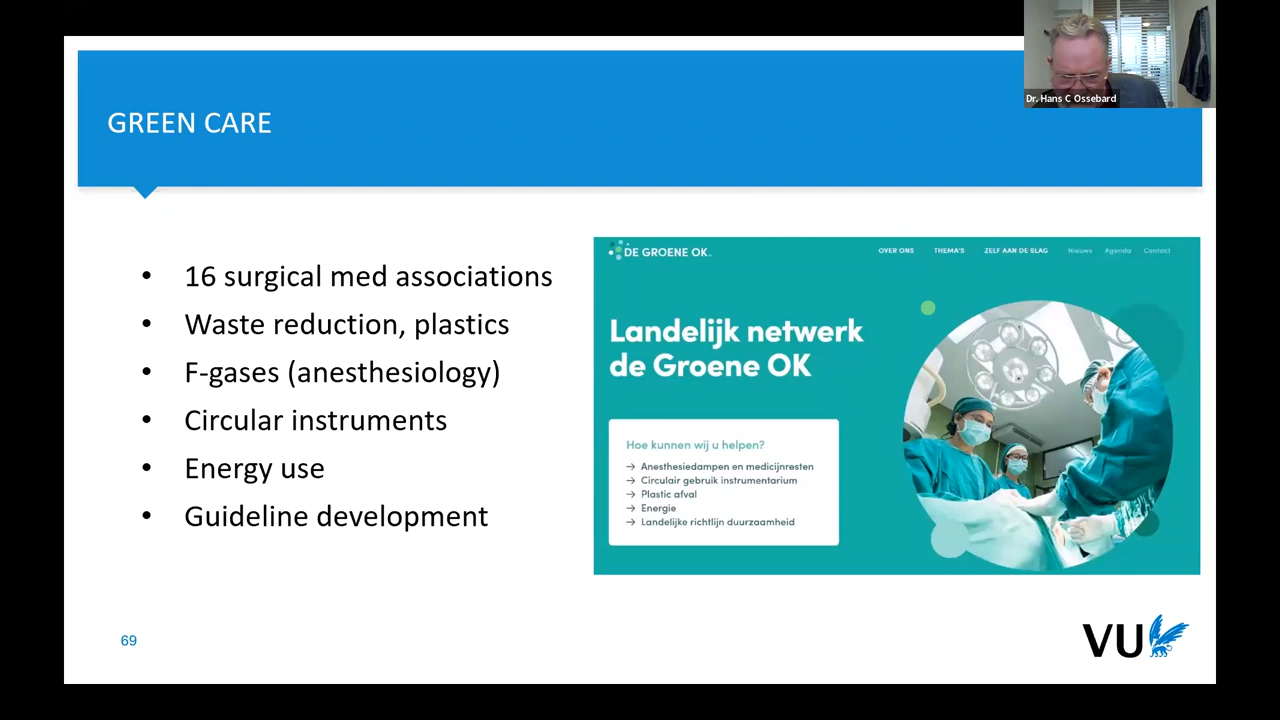 Dr. Hans C Ossebard
GREEN CARE
• 16 surgical med associations
• Waste reduction, plastics
• F-gases (anesthesiology)
• Circular instruments
• Energy use
• Guideline development
DE GROENE OK.
OVER ONS THEMA'S ZELF AAN DE SLAG Nieuws Agenda Contact
Landelijk netwerk
de Groene OK
Hoe kunnen wij u helpen?
→ Anesthesiedampen en medicijnresten
→ Circulair gebruik instrumentarium
→ Plastic afval
→ Energie
→ Landelijke richtlijn duurzaamheid
69
VU